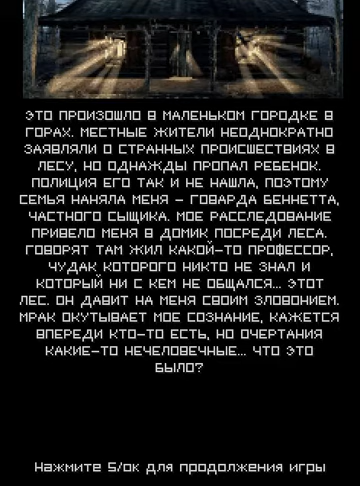 ЭТО ПРОИЗОШЛО В МАЛЕНЬКОМ ГОРОДКЕ В
ГОРАХ. МЕСТНЫЕ ЖИТЕЛИ НЕОДНОКРАТНО
ЗАЯВЛЯЛИ О СТРАННЫХ ПРОИСШЕСТВИЯХ В
ЛЕСУ, НО ОДНАЖДЫ ПРОПАЛ РЕБЕНОК.
ПОЛИЦИЯ ЕГО ТАК И НЕ НАШЛА, ПОЭТОМУ
СЕМЬЯ НАНЯЛА МЕНЯ - ГОВАРДА БЕННЕТТА,
ЧАСТНОГО СЫЩИКА. МОЕ РАССЛЕДОВАНИЕ
ПРИВЕЛО МЕНЯ В ДОМИК ПОСРЕДИ ЛЕСА.
ГОВОРЯТ ТАМ ЖИЛ КАКОЙ-ТО ПРОФЕССОР,
ЧУДАК КОТОРОГО НИКТО НЕ ЗНАЛ И
КОТОРЫЙ НИ С КЕМ НЕ ОБЩАЛСЯ... ЭТОТ
ЛЕС. ОН ДАВИТ НА МЕНЯ СВОИМ ЗЛОВОНИЕМ.
МРАК ОКУТЫВАЕТ МОЕ СОЗНАНИЕ, КАЖЕТСЯ
ВПЕРЕДИ КТО-ТО ЕСТЬ, НО ОЧЕРТАНИЯ
КАКИЕ-ТО НЕЧЕЛОВЕЧНЫЕ... ЧТО ЭТО
БЫЛО?
Нажмите 5/ок для продолжения игры